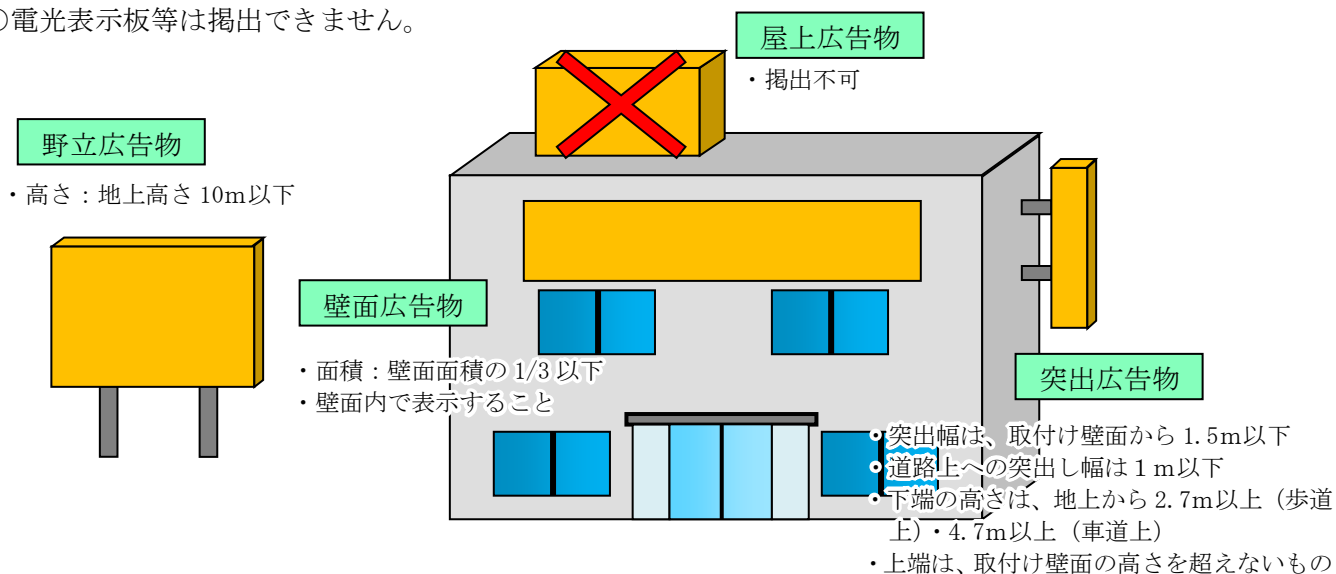 ○電光表示板等は掲出できません。
屋上広告物
・掲出不可
野立広告物
・高さ：地上高さ 10m以下
壁面広告物
・面積：壁面面積の 1/3 以下
・壁面内で表示すること
突出広告物
・突出幅は、取付け壁面から 1.5m以下
・道路上への突出し幅は１ｍ以下
・下端の高さは、地上から 2.7m以上（歩道
上）・4.7m以上（車道上）
・上端は、取付け壁面の高さを超えないもの